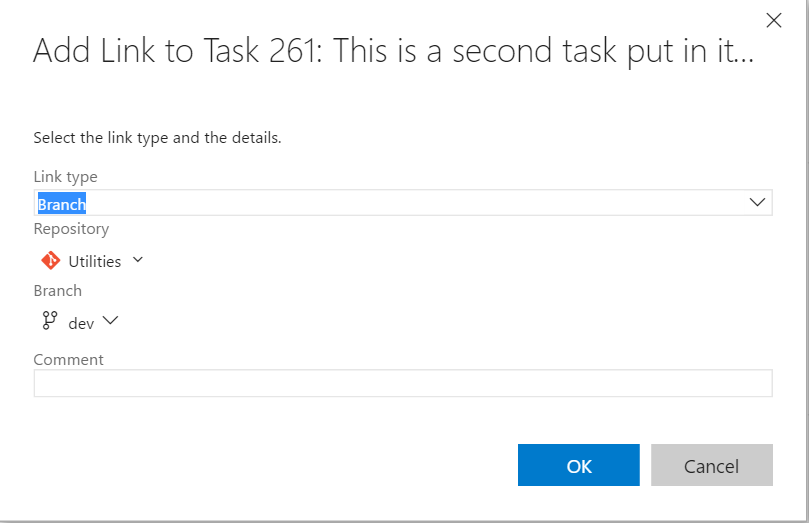 Add Link to Task 261: This is a second task put in it...
Select the link type and the details.
Link type
Branch
Repository
Utilities
Branch
dev
Comment
OK
Cancel